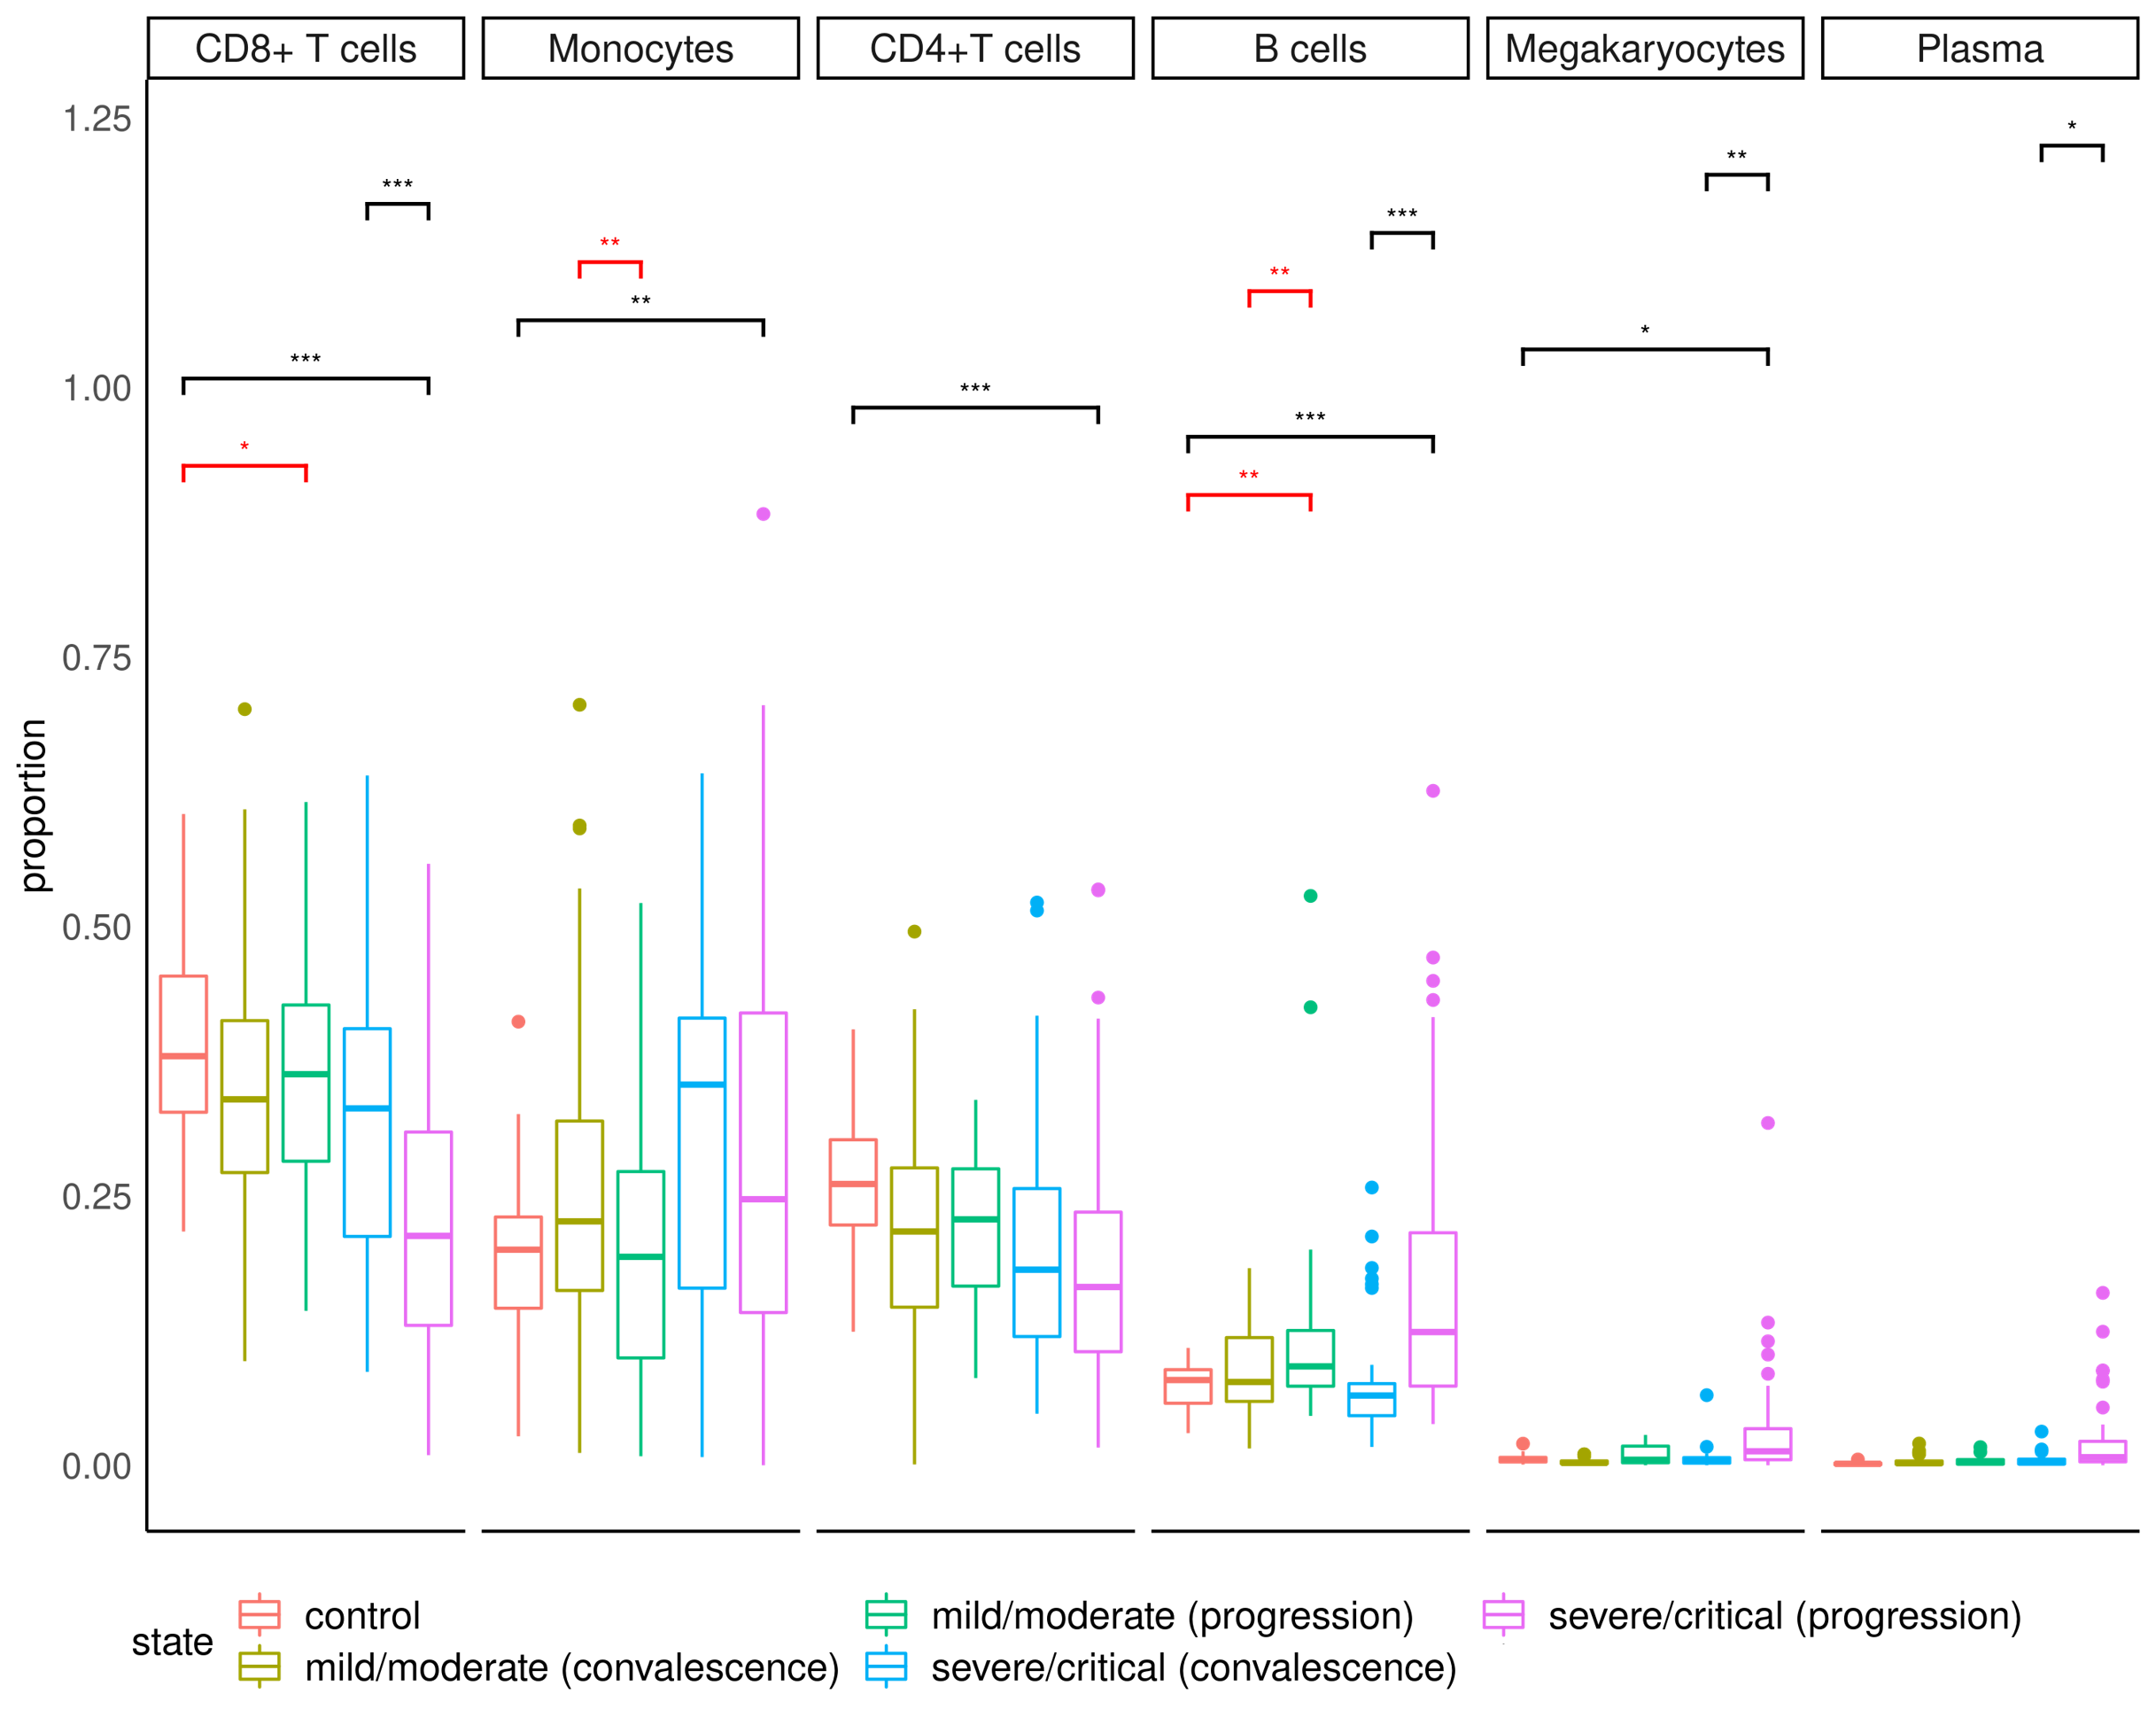 CD8+ T cells
Monocytes
CD4+T cells
B cells
Megakaryocytes
Plasma
1.25
1.00
0.75
0.50
0.25
0.00
proportion
*
***
**
***
**
**
***
***
*
***
*
***
**
state
control
mild/moderate (convalescence)
mild/moderate (progression)
severe/critical (convalescence)
severe/critical (progression)